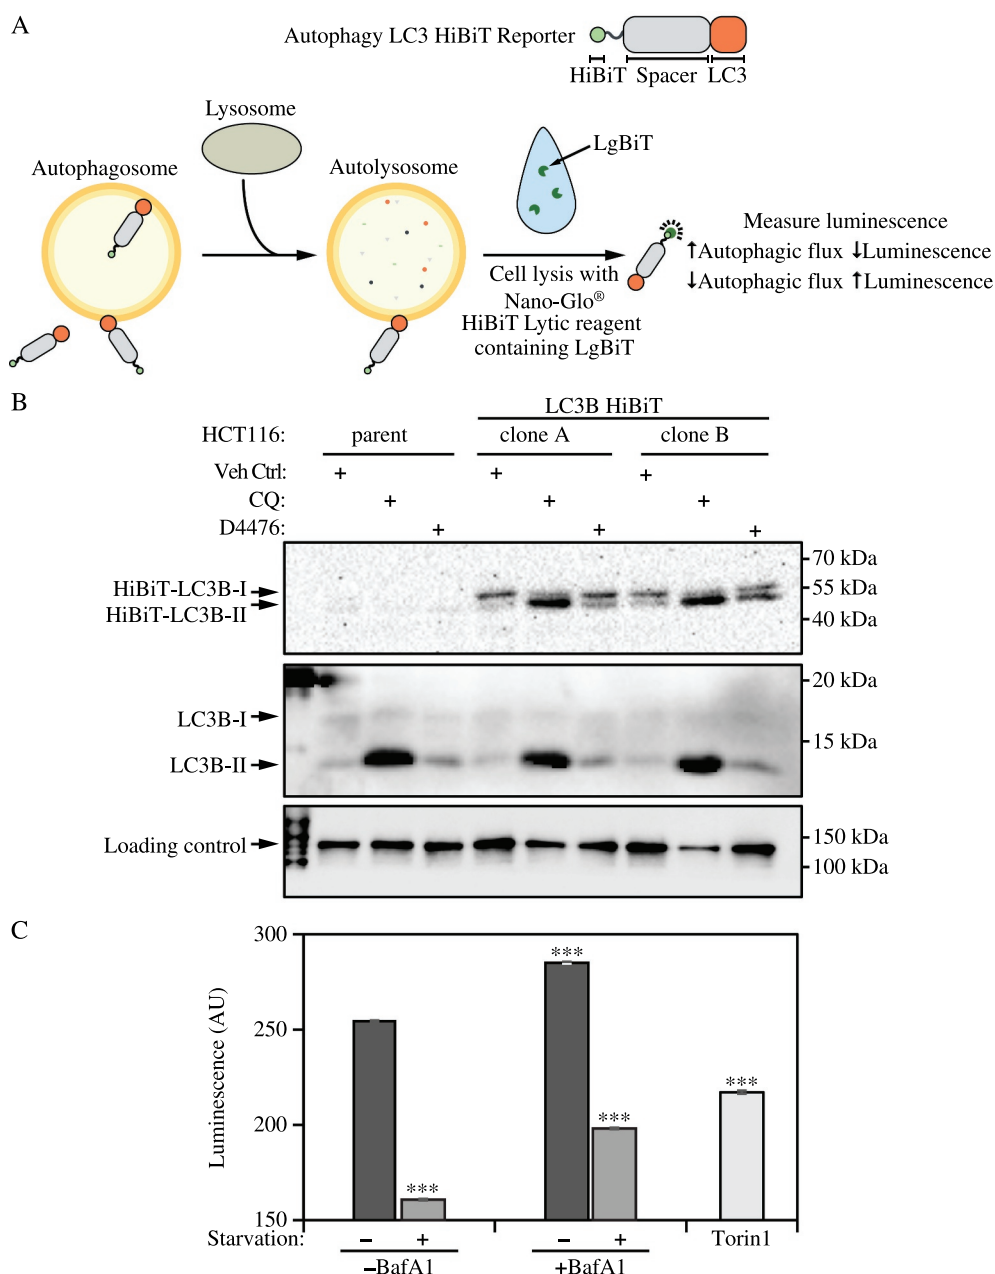 A
Autophagy LC3 HiBiT Reporter
HiBiT Spacer LC3
Lysosome
LgBiT
Autophagosome
Autolysosome
Measure luminescence
↑Autophagic flux ↓Luminescence
↓Autophagic flux ↑Luminescence
Cell lysis with
Nano-Glo®
HiBiT Lytic reagent
containing LgBiT
B
LC3B HiBiT
HCT116: parent clone A clone B
Veh Ctrl: + + +
CQ: + + +
D4476: + + +
70 kDa
HiBiT-LC3B-I
55 kDa
HiBiT-LC3B-II
40 kDa
20 kDa
LC3B-I
15 kDa
LC3B-II
150 kDa
Loading control
100 kDa
C
300
***
250
Luminescence (AU)
***
***
200
***
150
Starvation: – + – + Torin1
–BafA1 +BafA1